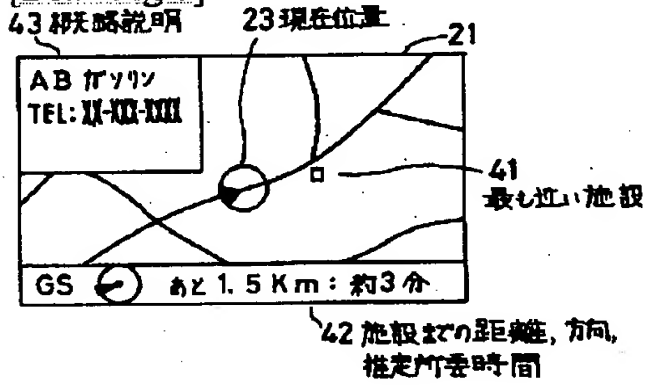 43 概略説明
23 現在位置
21
AB ガソリン
TEL: XX-XXX-XXXX
41
最も近い施設
GS あと 1.5 Km: 約3分
42 施設までの距離, 方向,
推定所要時間